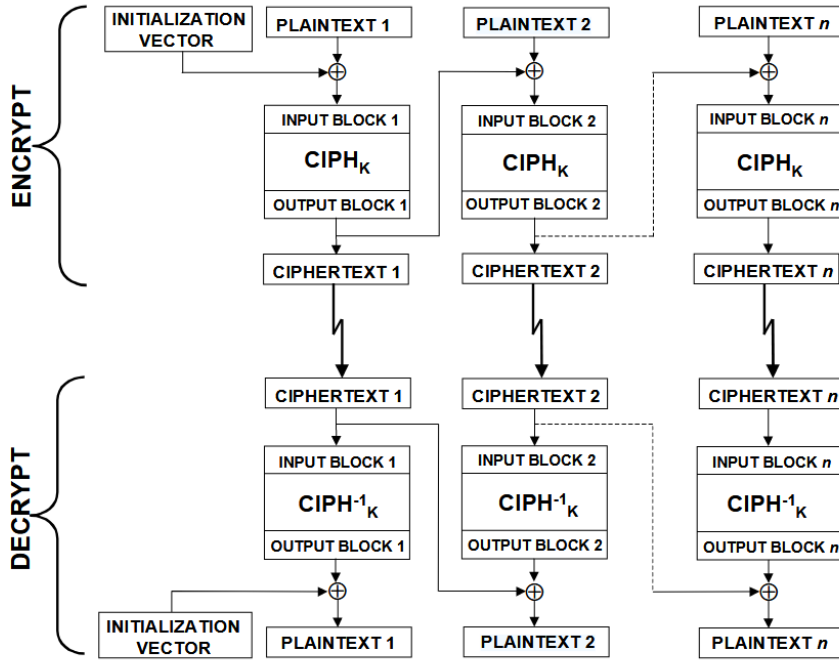 ENCRYPT
INITIALIZATION
VECTOR
PLAINTEXT 1
PLAINTEXT 2
PLAINTEXT n
INPUT BLOCK 1
CIPHK
OUTPUT BLOCK 1
INPUT BLOCK 2
CIPHK
OUTPUT BLOCK 2
INPUT BLOCK n
CIPHK
OUTPUT BLOCK n
CIPHERTEXT 1
CIPHERTEXT 2
CIPHERTEXT n
DECRYPT
CIPHERTEXT 1
CIPHERTEXT 2
CIPHERTEXT n
INPUT BLOCK 1
CIPH-1K
OUTPUT BLOCK 1
INPUT BLOCK 2
CIPH-1K
OUTPUT BLOCK 2
INPUT BLOCK n
CIPH-1K
OUTPUT BLOCK n
INITIALIZATION
VECTOR
PLAINTEXT 1
PLAINTEXT 2
PLAINTEXT n